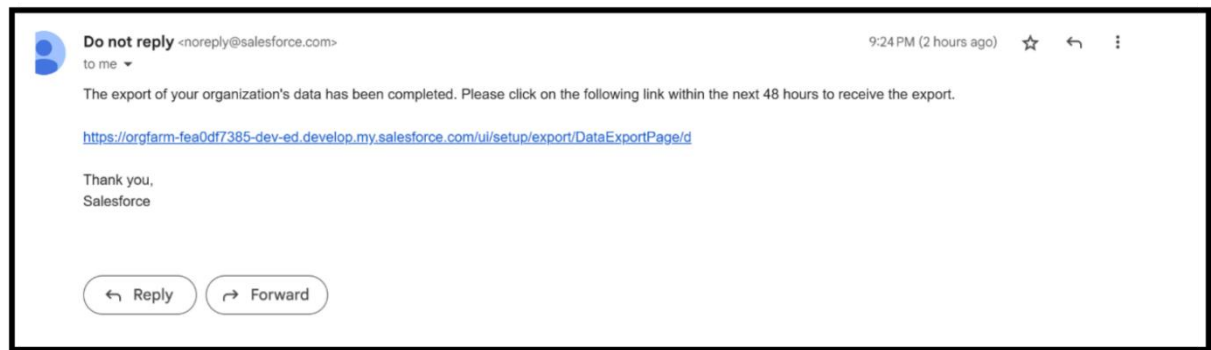 Do not reply <noreply@salesforce.com> 9:24 PM (2 hours ago)
to me
The export of your organization's data has been completed. Please click on the following link within the next 48 hours to receive the export.
https://orgfarm-fea0df7385-dev-ed.develop.my.salesforce.com/ui/setup/export/DataExportPage/d
Thank you,
Salesforce
Reply Forward